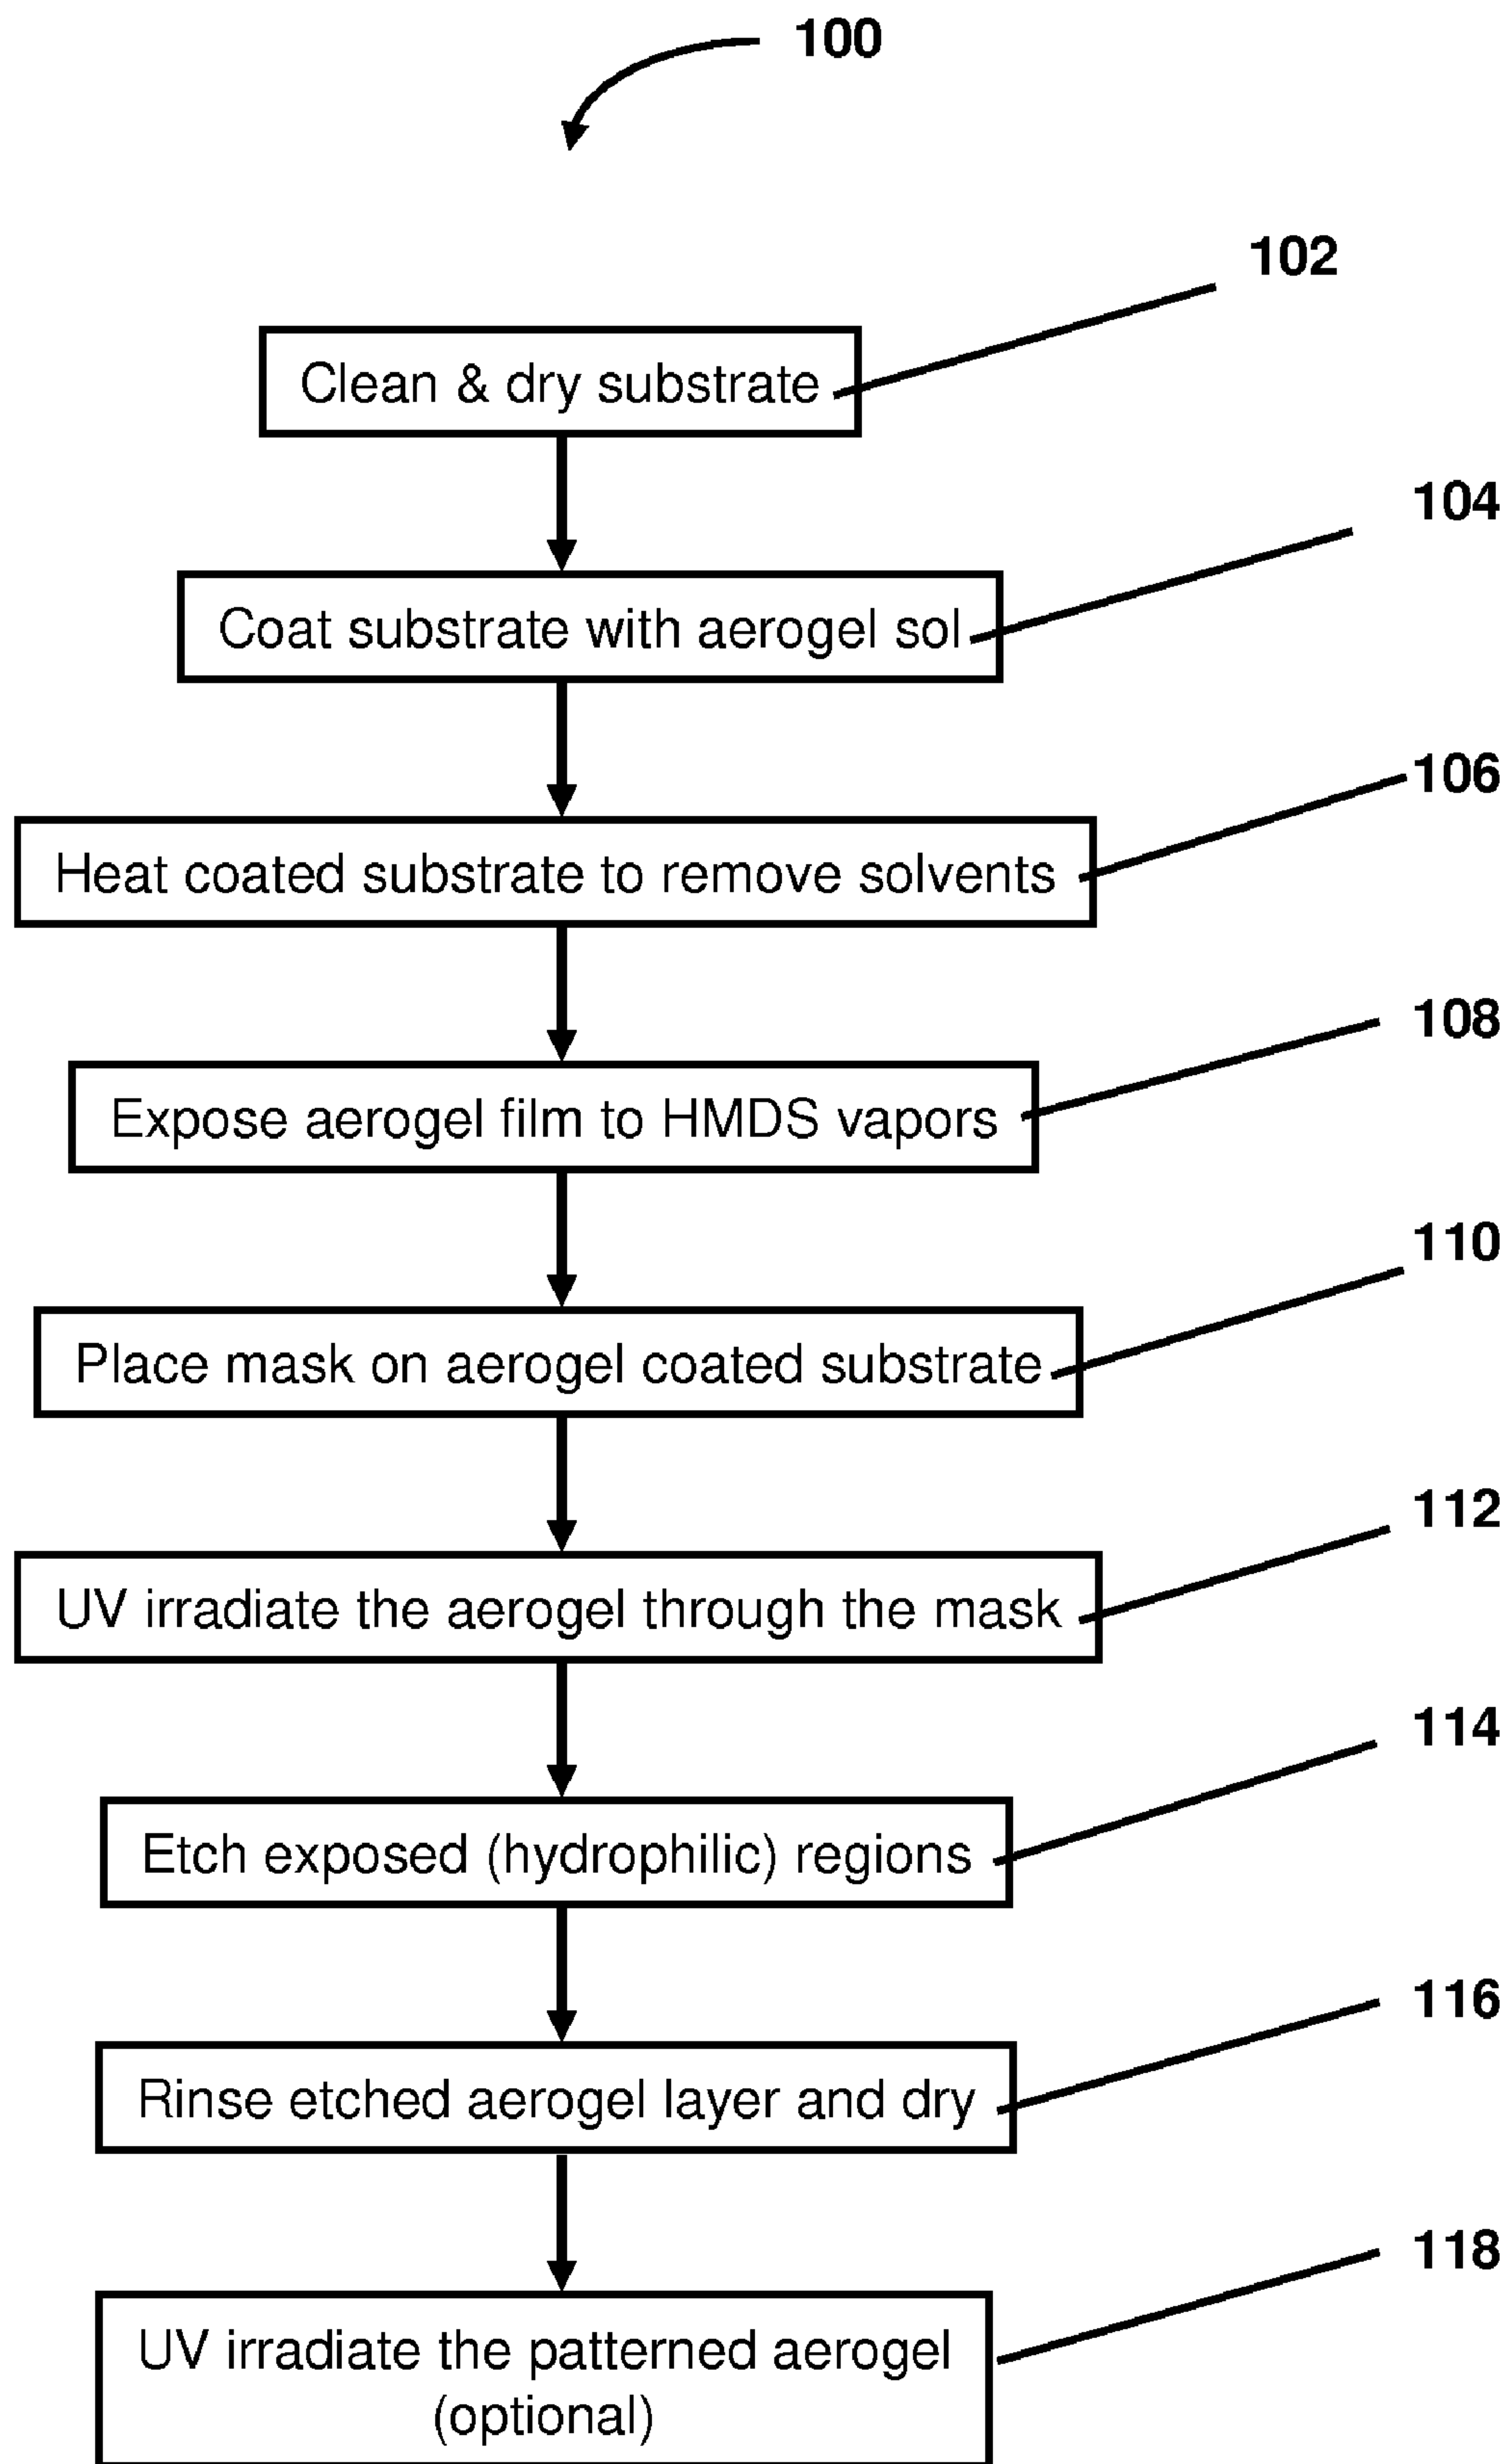 100
102
Clean & dry substrate
104
Coat substrate with aerogel sol
106
Heat coated substrate to remove solvents
108
Expose aerogel film to HMDS vapors
110
Place mask on aerogel coated substrate
112
UV irradiate the aerogel through the mask
114
Etch exposed (hydrophilic) regions
116
Rinse etched aerogel layer and dry
118
UV irradiate the patterned aerogel
(optional)